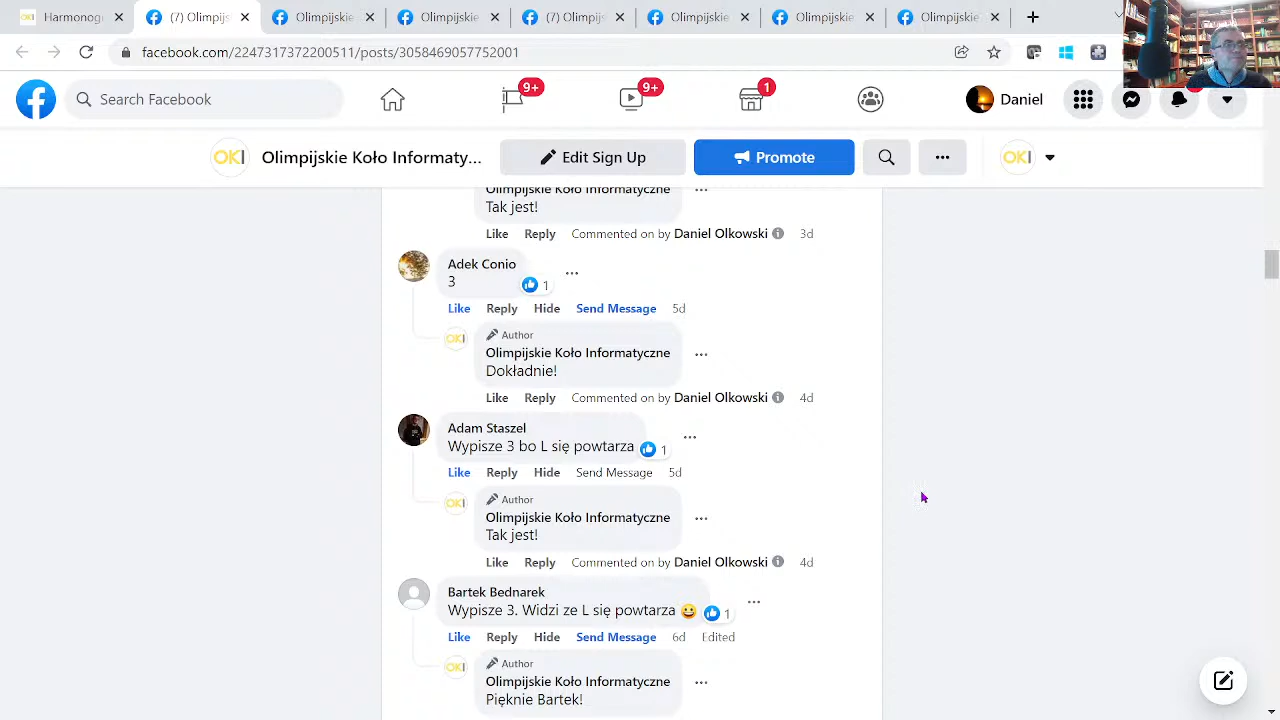 Harmonog
(7) Olimpijs
Olimpijskie
Olimpijskie
(7) Olimpijs
Olimpijskie
Olimpijskie
Olimpijskie
facebook.com/2247317372200511/posts/3058469057752001
Search Facebook
9+
9+
1
Daniel
OKI
Olimpijskie Koło Informaty...
Edit Sign Up
Promote
OKI
Olimpijskie Koło Informatyczne
Tak jest!
Like Reply Commented on by Daniel Olkowski 3d
Adek Conio
3
1
Like Reply Hide Send Message 5d
OKI
Author
Olimpijskie Koło Informatyczne
Dokładnie!
Like Reply Commented on by Daniel Olkowski 4d
Adam Staszel
Wypisze 3 bo L się powtarza
1
Like Reply Hide Send Message 5d
OKI
Author
Olimpijskie Koło Informatyczne
Tak jest!
Like Reply Commented on by Daniel Olkowski 4d
Bartek Bednarek
Wypisze 3. Widzi ze L się powtarza 😀
1
Like Reply Hide Send Message 6d Edited
OKI
Author
Olimpijskie Koło Informatyczne
Pięknie Bartek!